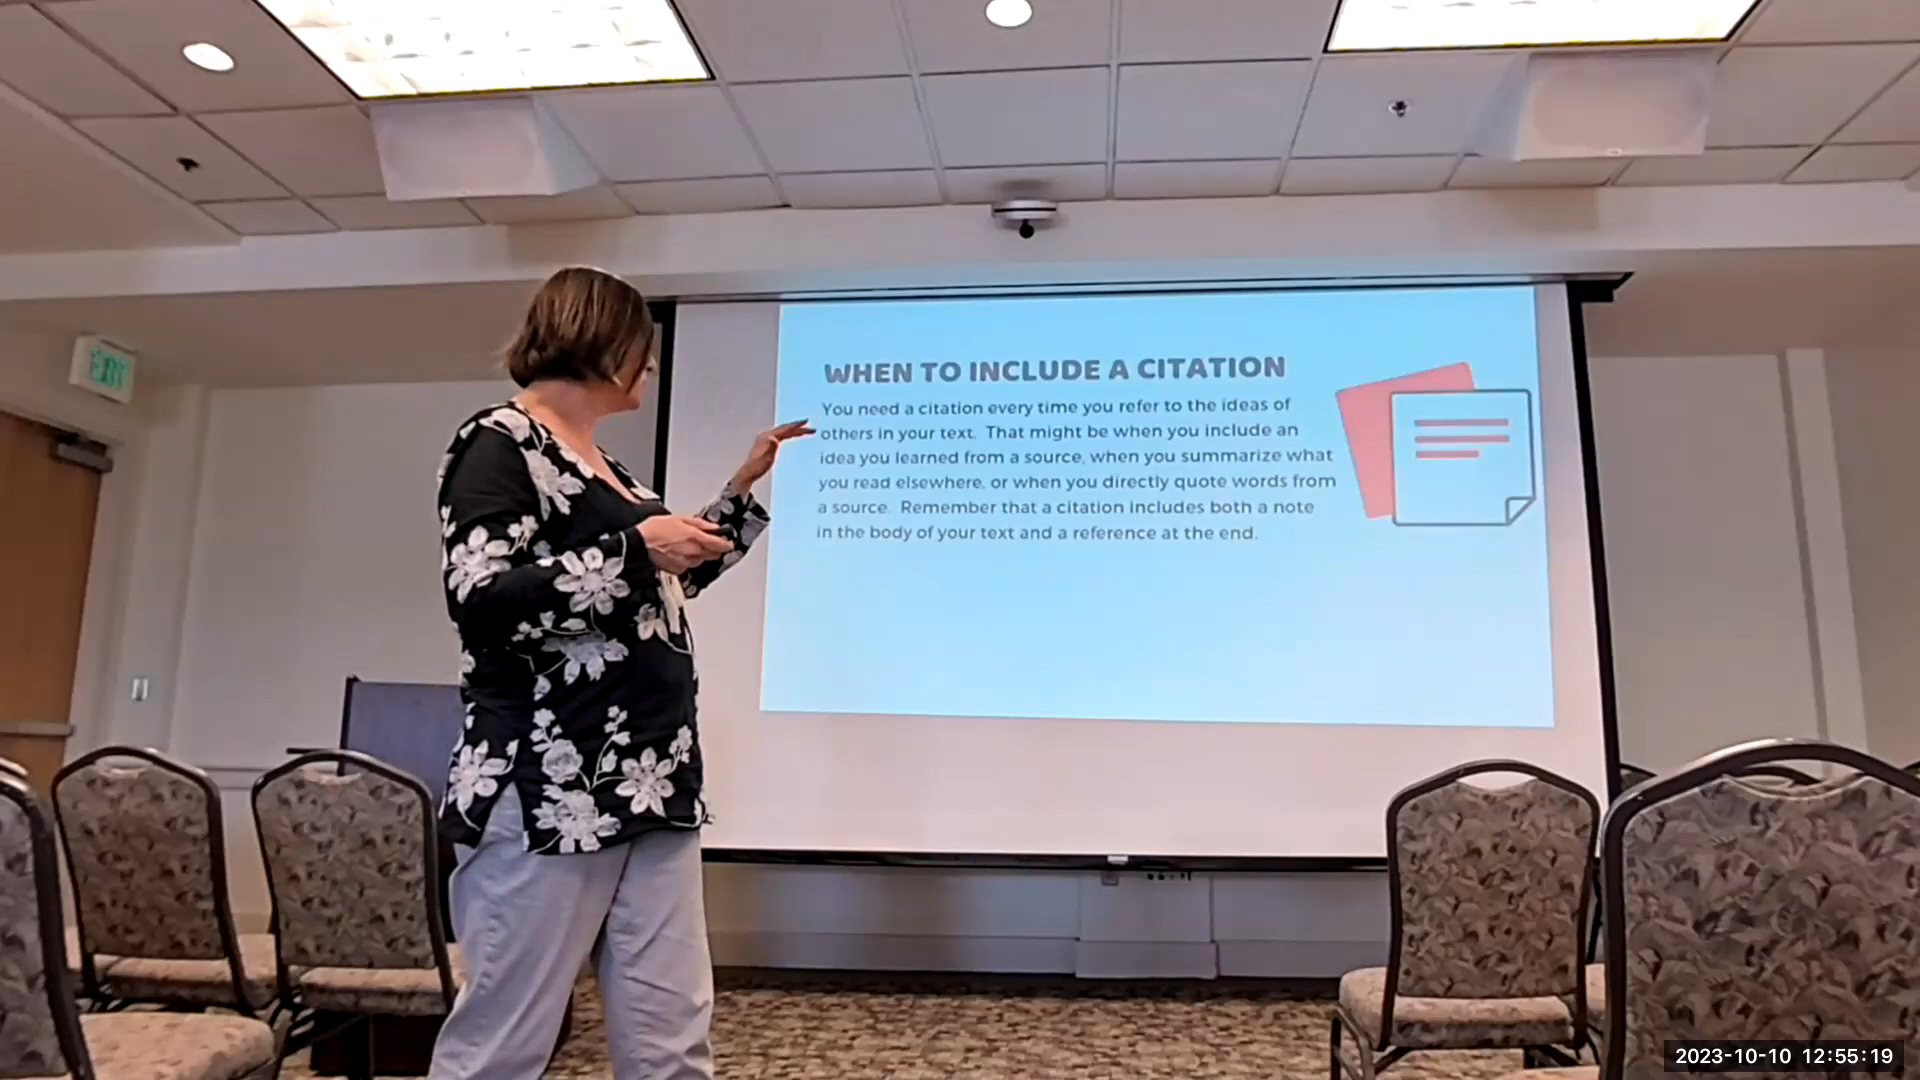 EXIT
WHEN TO INCLUDE A CITATION
You need a citation every time you refer to the ideas of
others in your text. That might be when you include an
idea you learned from a source, when you summarize what
you read elsewhere, or when you directly quote words from
a source. Remember that a citation includes both a note
in the body of your text and a reference at the end.
2023-10-10 12:55:19